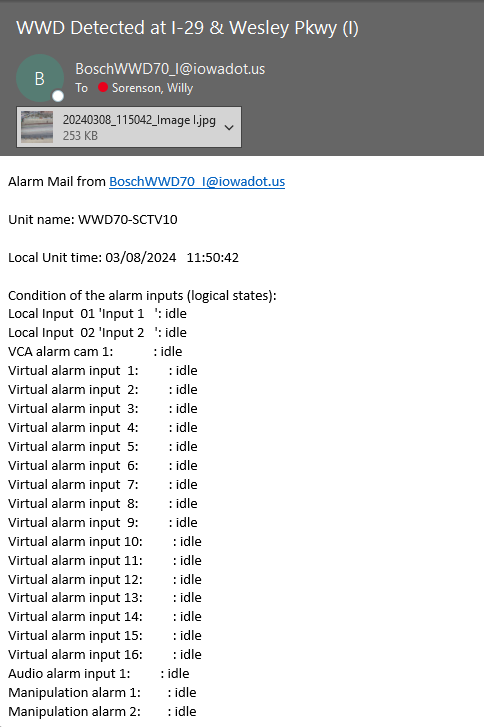 WWD Detected at I-29 & Wesley Pkwy (I)
B
BoschWWD70_I@iowadot.us
To Sorenson, Willy
20240308_115042_Image I.jpg
253 KB
Alarm Mail from BoschWWD70_I@iowadot.us
Unit name: WWD70-SCTV10
Local Unit time: 03/08/2024 11:50:42
Condition of the alarm inputs (logical states):
Local Input 01 'Input 1 ': idle
Local Input 02 'Input 2 ': idle
VCA alarm cam 1: : idle
Virtual alarm input 1: : idle
Virtual alarm input 2: : idle
Virtual alarm input 3: : idle
Virtual alarm input 4: : idle
Virtual alarm input 5: : idle
Virtual alarm input 6: : idle
Virtual alarm input 7: : idle
Virtual alarm input 8: : idle
Virtual alarm input 9: : idle
Virtual alarm input 10: : idle
Virtual alarm input 11: : idle
Virtual alarm input 12: : idle
Virtual alarm input 13: : idle
Virtual alarm input 14: : idle
Virtual alarm input 15: : idle
Virtual alarm input 16: : idle
Audio alarm input 1: : idle
Manipulation alarm 1: : idle
Manipulation alarm 2: : idle